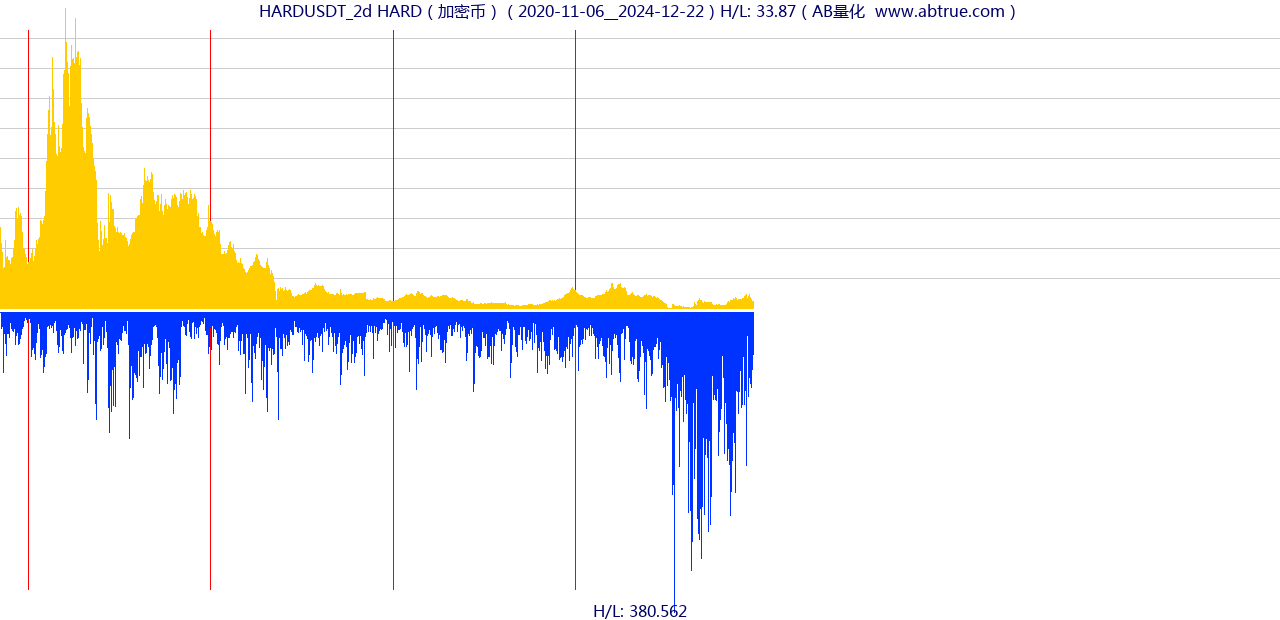 HARDUSDT_2d HARD ( 加密币 ) ( 2020-11-06__2024-12-22 ) H/L: 33.87 ( AB量化  www.abtrue.com )
H/L: 380.562